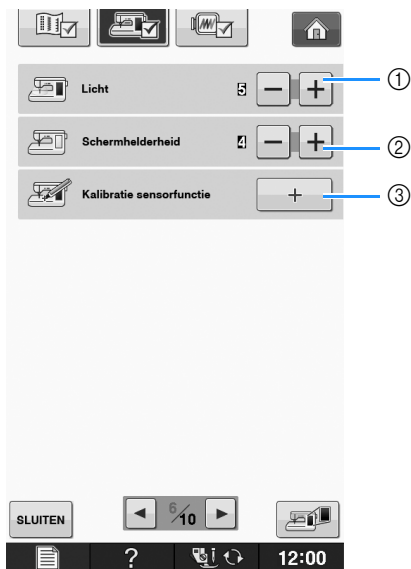 Licht 5 − + ①
Schermhelderheid 4 − + ②
Kalibratie sensorfunctie + ③
SLUITEN 6/10
? 12:00